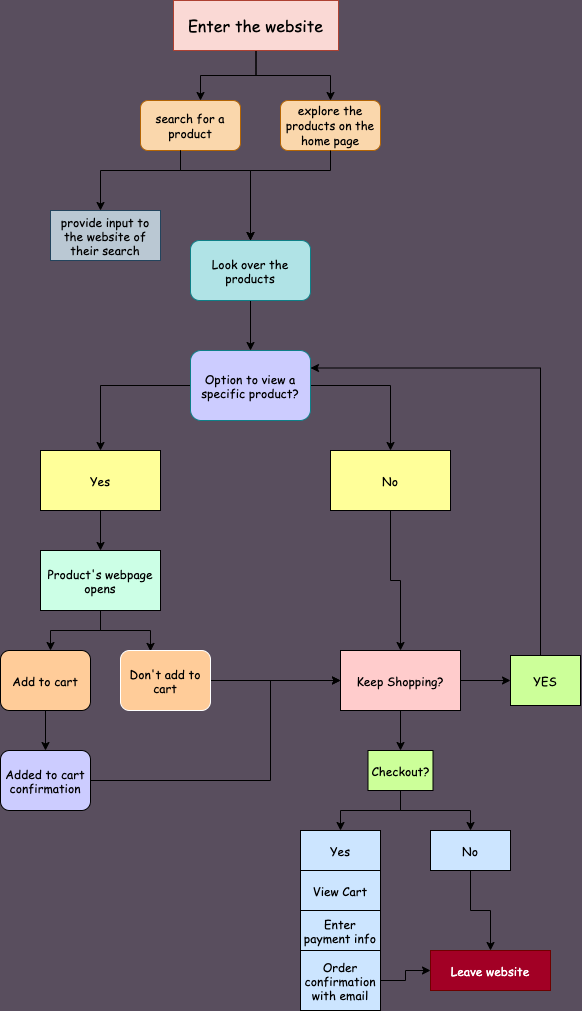 Enter the website
search for a
product
explore the
products on the
home page
provide input to
the website of
their search
Look over the
products
Option to view a
specific product?
Yes
No
Product's webpage
opens
Add to cart
Don't add to
cart
Keep Shopping?
YES
Added to cart
confirmation
Checkout?
Yes
No
View Cart
Enter
payment info
Order
confirmation
with email
Leave website